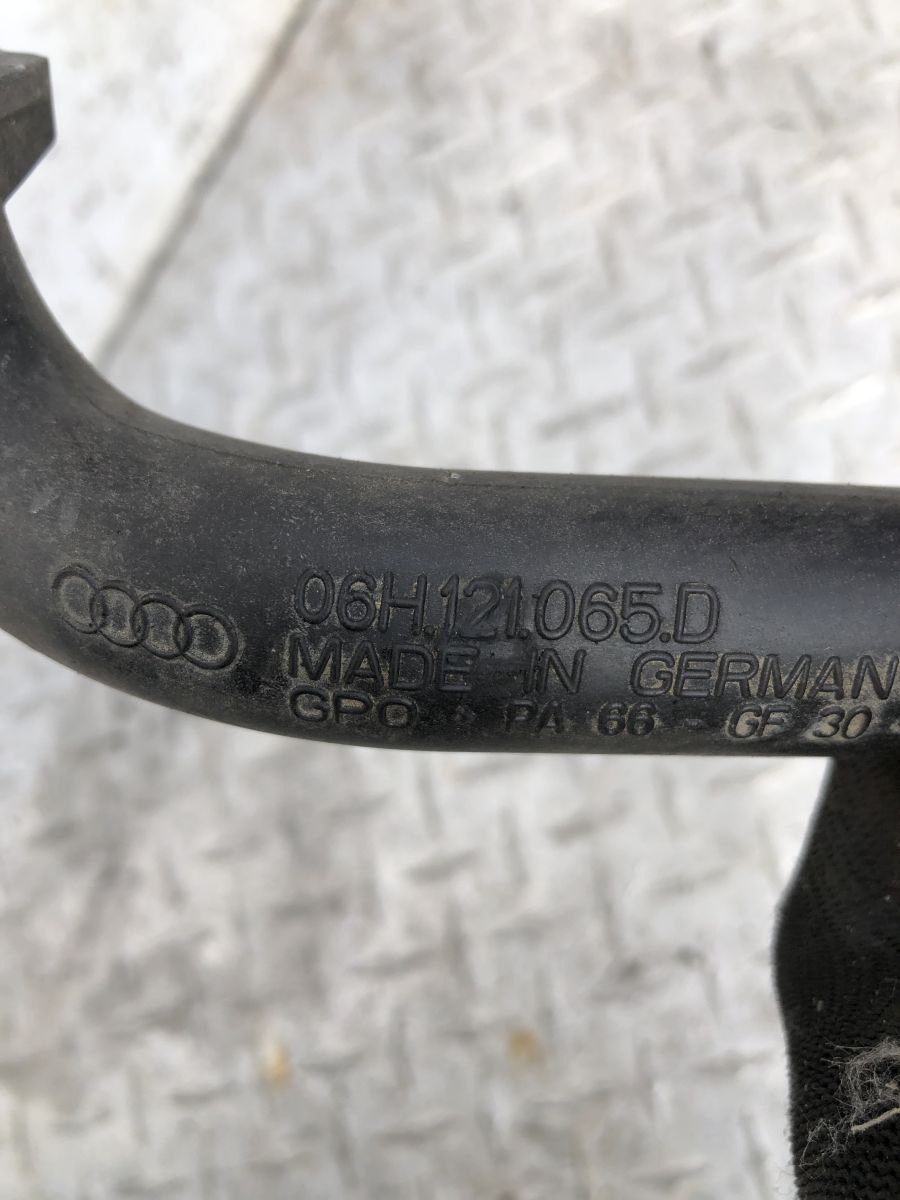 06H.121.065.D
MADE IN GERMAN
GPO · PA 66 - GF 30